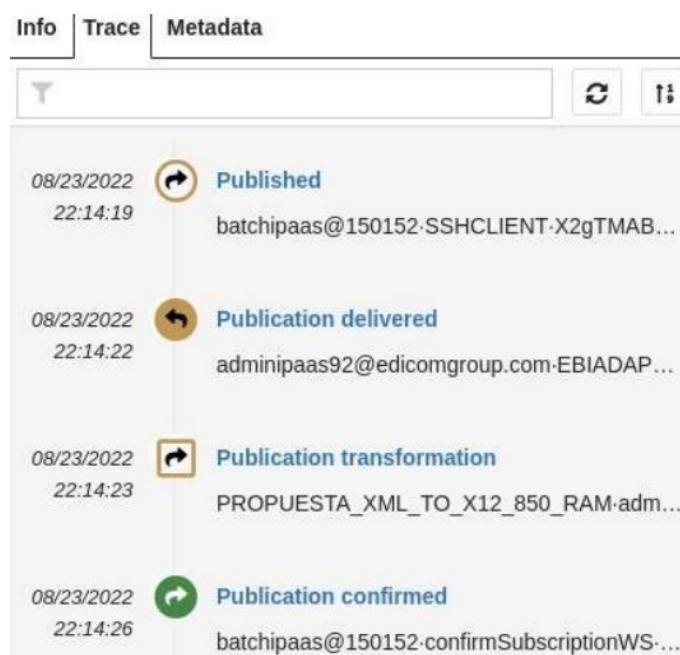 Info Trace Metadata
08/23/2022 Published
22:14:19 batchipaas@150152·SSHCLIENT·X2gTMAB...
08/23/2022 Publication delivered
22:14:22 adminipaas92@edicomgroup.com·EBIADAP...
08/23/2022 Publication transformation
22:14:23 PROPUESTA_XML_TO_X12_850_RAM·adm...
08/23/2022 Publication confirmed
22:14:26 batchipaas@150152·confirmSubscriptionWS·...